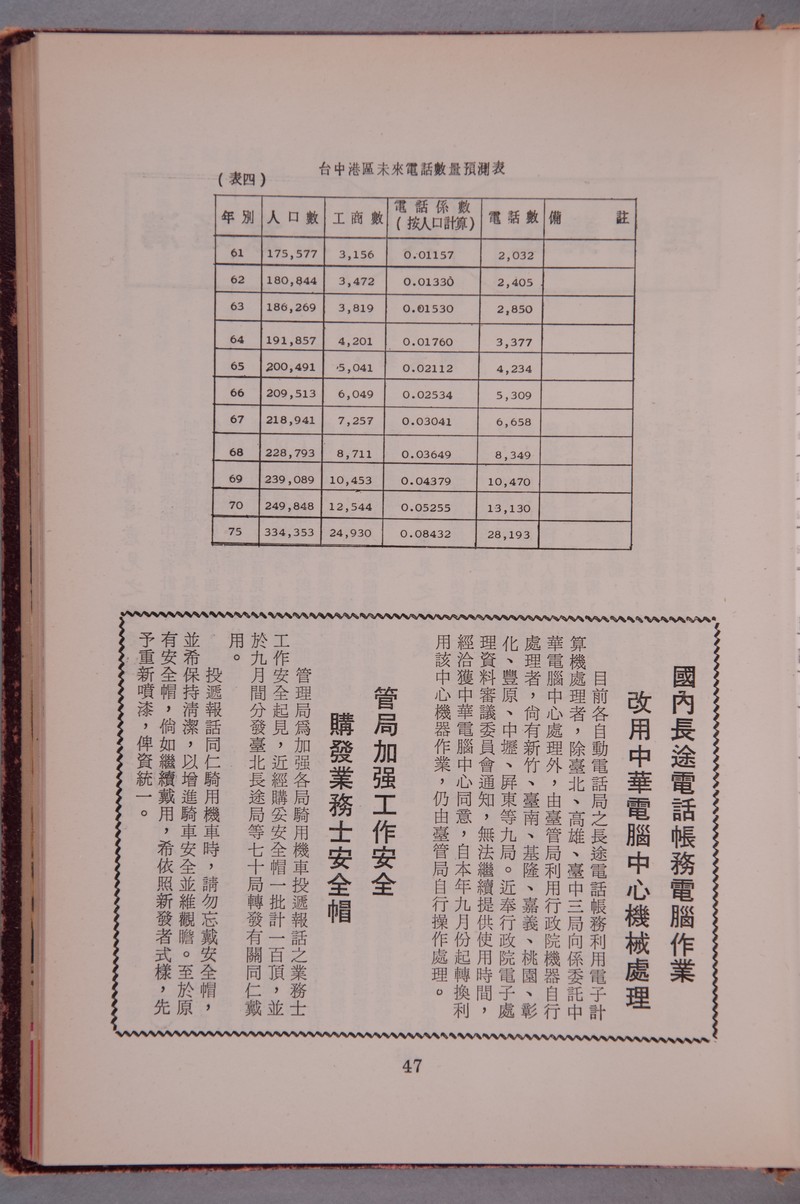 (表四)
台中港區未來電話數量預測表
年別 人口數 工商數 電話係數(按人口計算) 電話數 備註
61 175,577 3,156 0.01157 2,032
62 180,844 3,472 0.01330 2,405
63 186,269 3,819 0.01530 2,850
64 191,857 4,201 0.01760 3,377
65 200,491 5,041 0.02112 4,234
66 209,513 6,049 0.02534 5,309
67 218,941 7,257 0.03041 6,658
68 228,793 8,711 0.03649 8,349
69 239,089 10,453 0.04379 10,470
70 249,848 12,544 0.05255 13,130
75 334,353 24,930 0.08432 28,193
國內長途電話帳務電腦作業
改用中華電腦中心機械處理
目前各自動電話局之長途電話帳務利用電子計
算機處理者，除臺北、高雄、臺中三局向係委託中
華電腦中心處理外，由臺管局利用行政院機器自行
處理者，尙有新竹、臺南、基隆、嘉義、桃園、彰
化、豐原、中壢、屏東等九局。近奉行政院電子處
理資料審議委員會通知，無法繼續提供使用時間，
經洽獲中華電腦中心同意，自本年九月份起轉換利
用該中心機器作業，仍由臺管局自行操作處理。
管局加强工作安全
購發業務士安全帽
管理局爲加强各局騎用機車投遞報話之業務士
工作安全起見，近經購妥安全帽一批計一百頂，並
於九月間分發臺北長途局等七十局轉發有關同仁戴
用。
投遞報話同仁騎用機車時，請勿忘戴安全帽，
並希保持清潔，以增進騎車安全並維觀瞻。至於原
有安全帽，倘如繼續戴用，希依照新發者式樣，先
予重新噴漆，俾資統一。
47